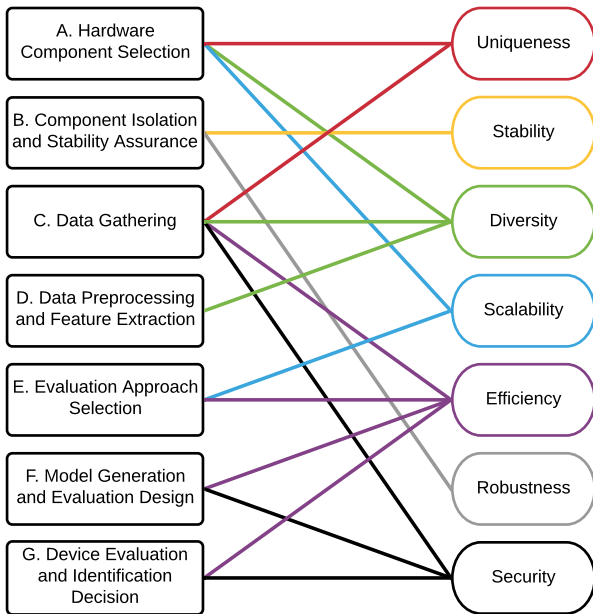 A. Hardware
Component Selection
Uniqueness
B. Component Isolation
and Stability Assurance
Stability
C. Data Gathering
Diversity
D. Data Preprocessing
and Feature Extraction
Scalability
E. Evaluation Approach
Selection
Efficiency
F. Model Generation
and Evaluation Design
Robustness
G. Device Evaluation
and Identification
Decision
Security